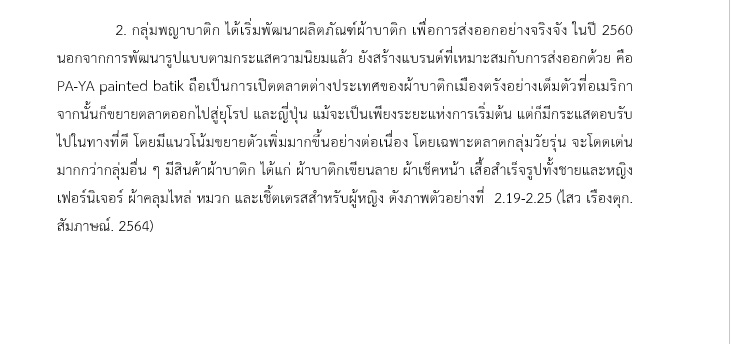 2. กลุ่มพญาบาติก ได้เริ่มพัฒนาผลิตภัณฑ์ผ้าบาติก เพื่อการส่งออกอย่างจริงจัง ในปี 2560
นอกจากการพัฒนารูปแบบตามกระแสความนิยมแล้ว ยังสร้างแบรนด์ที่เหมาะสมกับการส่งออกด้วย คือ
PA-YA painted batik ถือเป็นการเปิดตลาดต่างประเทศของผ้าบาติกเมืองตรังอย่างเต็มตัวที่อเมริกา
จากนั้นก็ขยายตลาดออกไปสู่ยุโรป และญี่ปุ่น แม้จะเป็นเพียงระยะแห่งการเริ่มต้น แต่ก็มีกระแสตอบรับ
ไปในทางที่ดี โดยมีแนวโน้มขยายตัวเพิ่มมากขึ้นอย่างต่อเนื่อง โดยเฉพาะตลาดกลุ่มวัยรุ่น จะโดดเด่น
มากกว่ากลุ่มอื่น ๆ มีสินค้าผ้าบาติก ได้แก่ ผ้าบาติกเขียนลาย ผ้าเช็คหน้า เสื้อสำเร็จรูปทั้งชายและหญิง
เฟอร์นิเจอร์ ผ้าคลุมไหล่ หมวก และเชิ้ตเดรสสำหรับผู้หญิง ดังภาพตัวอย่างที่ 2.19-2.25 (ไสว เรืองดุก.
สัมภาษณ์. 2564)